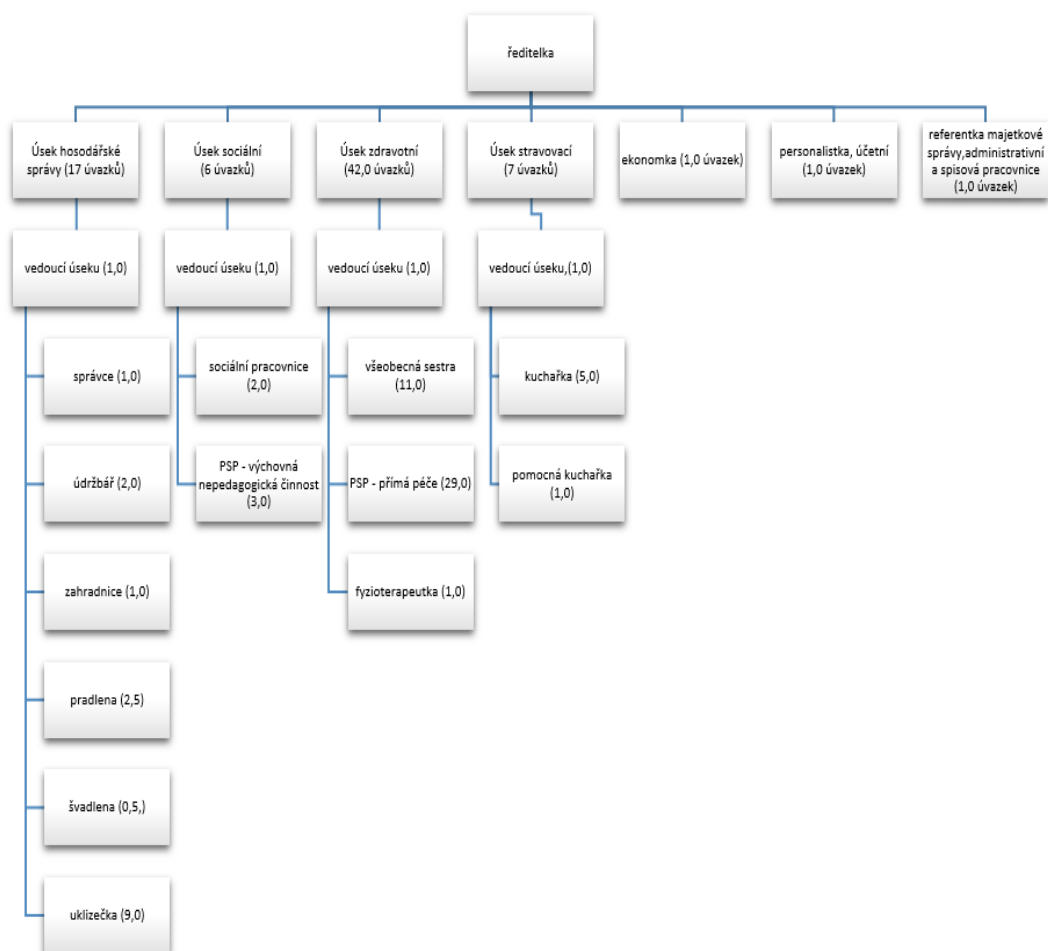 ředitelka
Úsek hosodářské
správy (17 úvazků)
Úsek sociální
(6 úvazků)
Úsek zdravotní
(42,0 úvazků)
Úsek stravovací
(7 úvazků)
ekonomka (1,0 úvazek)
personalistka, účetní
(1,0 úvazek)
referentka majetkové
správy,administrativní
a spisová pracovnice
(1,0 úvazek)
vedoucí úseku (1,0)
vedoucí úseku (1,0)
vedoucí úseku (1,0)
vedoucí úseku,(1,0)
správce (1,0)
sociální pracovnice
(2,0)
všeobecná sestra
(11,0)
kuchařka (5,0)
údržbář (2,0)
PSP - výchovná
nepedagogická činnost
(3,0)
PSP - přímá péče (29,0)
pomocná kuchařka
(1,0)
zahradnice (1,0)
fyzioterapeutka (1,0)
pradlena (2,5)
švadlena (0,5,)
uklizečka (9,0)